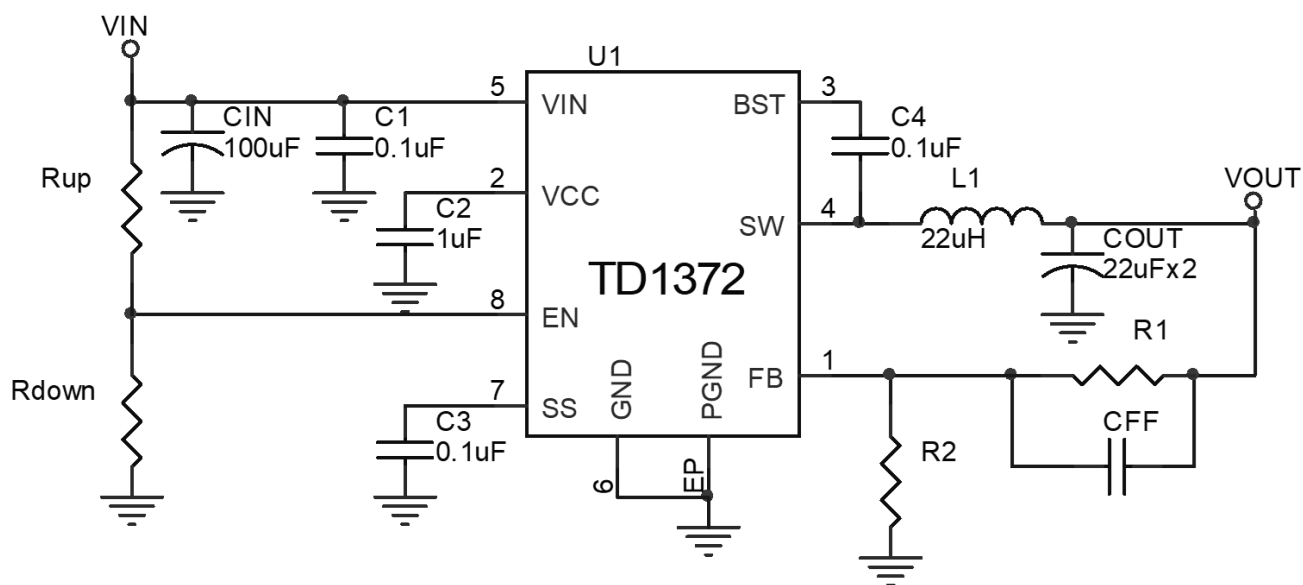 VIN
U1
5
VIN
BST
3
CIN
100uF
C1
0.1uF
C4
0.1uF
Rup
2
VCC
C2
1uF
SW
4
L1
22uH
VOUT
COUT
22uFx2
TD1372
8
EN
R1
Rdown
7
SS
C3
0.1uF
GND
PGND
FB
1
CFF
R2
6
EP